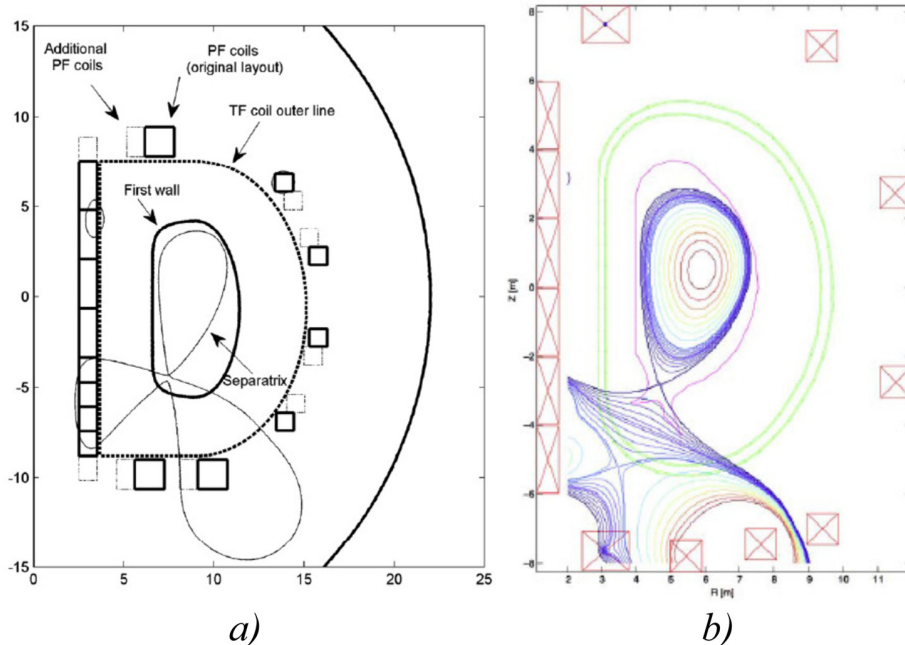 15
10
5
0
-5
-10
-15
0
5
10
15
20
25
Additional
PF coils
PF coils
(original layout)
TF coil outer line
First wall
Separatrix
a)
8
6
4
2
0
-2
-4
-6
-8
Z [m]
2
3
4
5
6
7
8
9
10
11
R [m]
b)